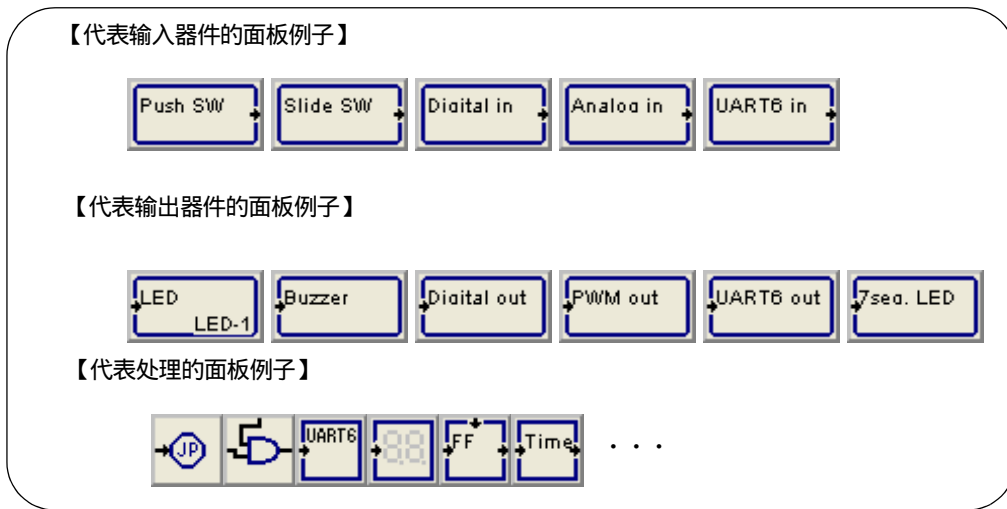 【代表输入器件的面板例子】
Push SW Slide SW Digital in Analog in UART6 in
【代表输出器件的面板例子】
LED Buzzer Digital out PWM out UART6 out 7seg. LED
LED-1
【代表处理的面板例子】
JP UART6 88 FF Time ・・・